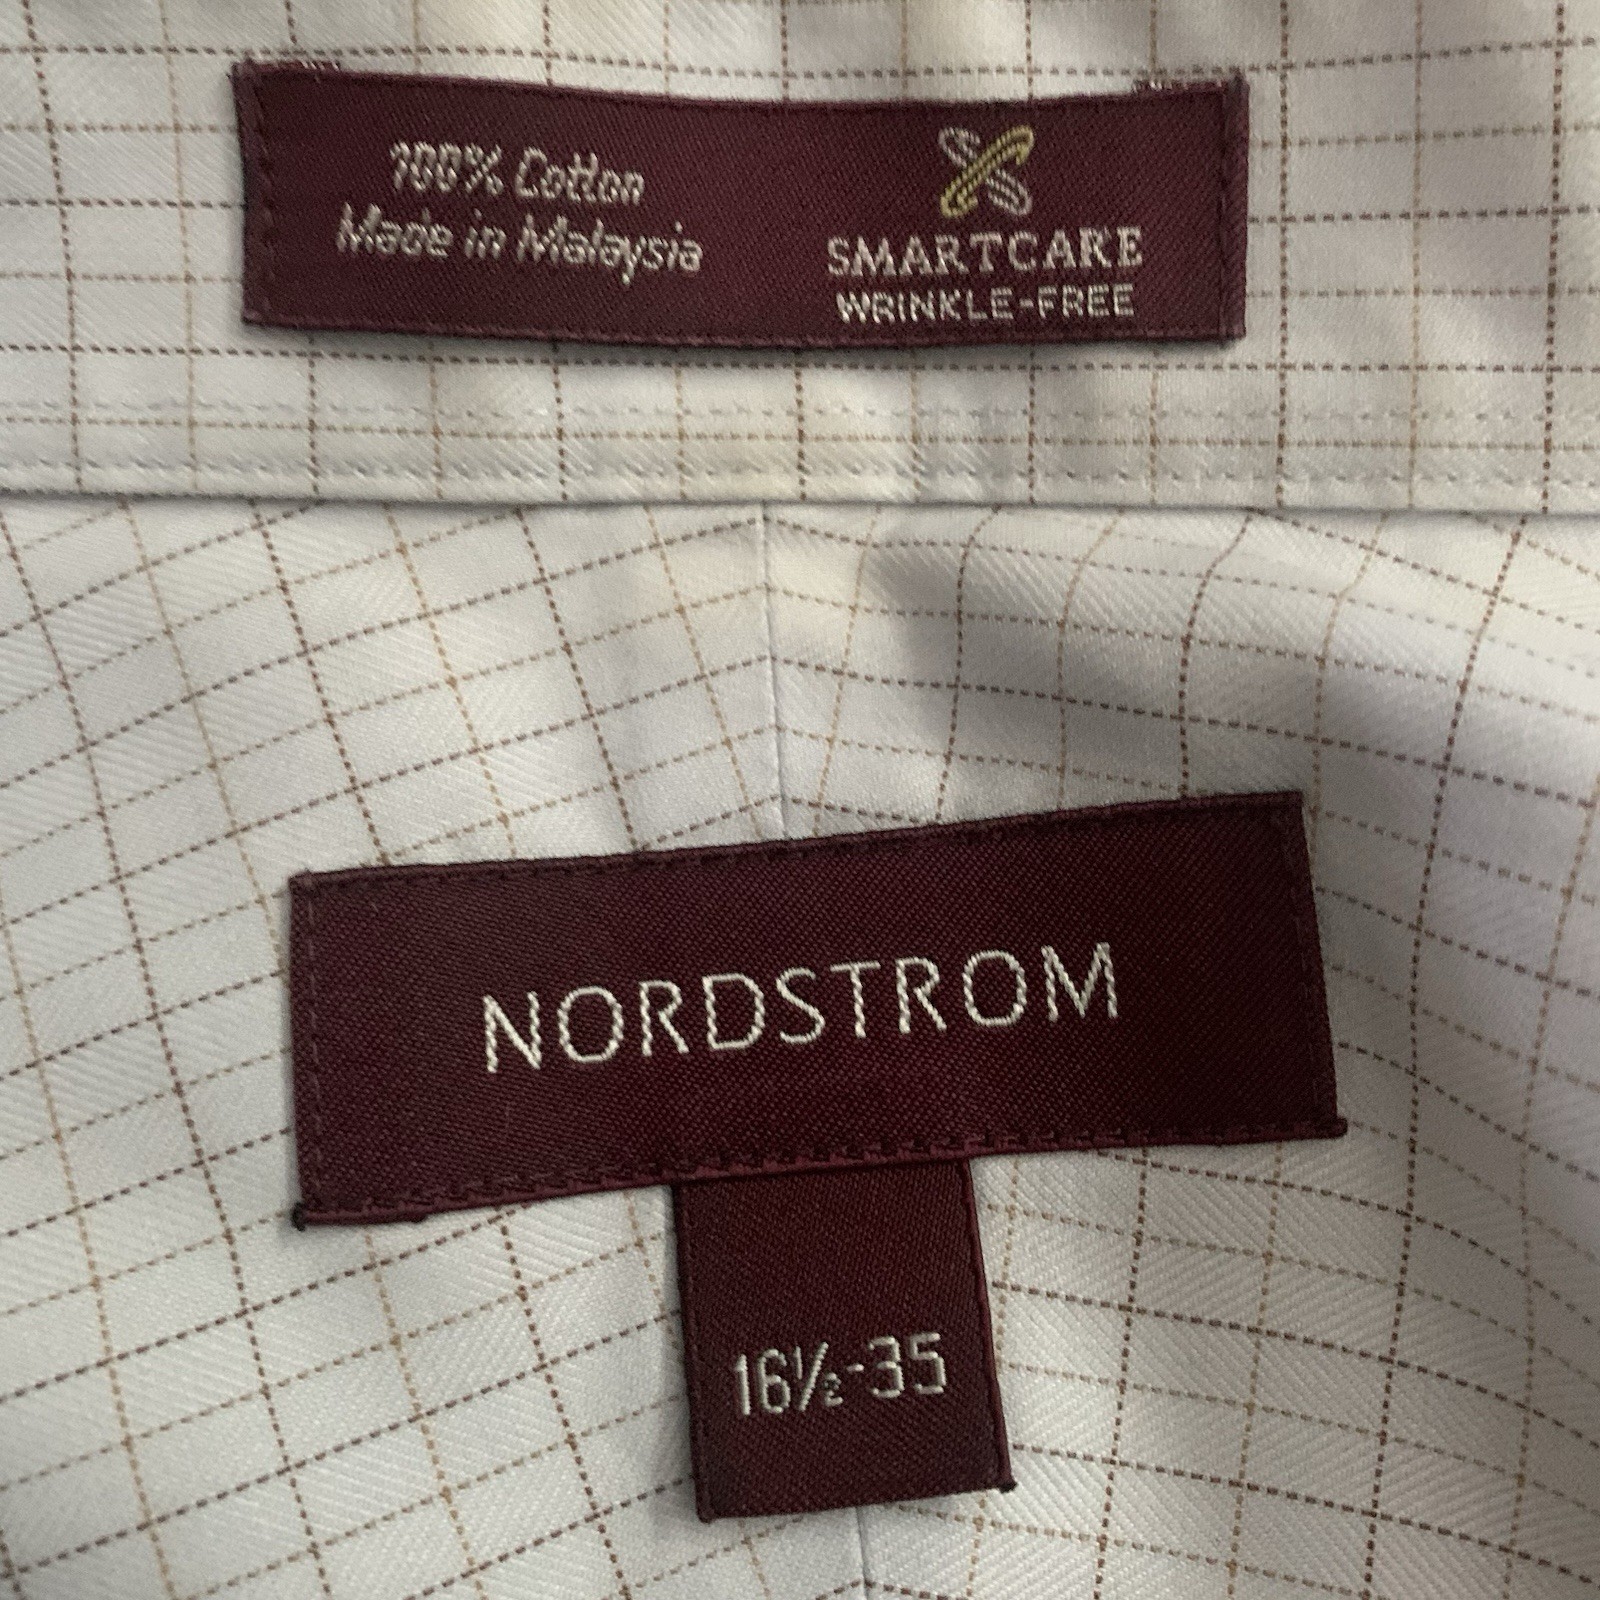 100% Cotton
Made in Malaysia
SMARTCARE
WRINKLE-FREE
NORDSTROM
16½-35